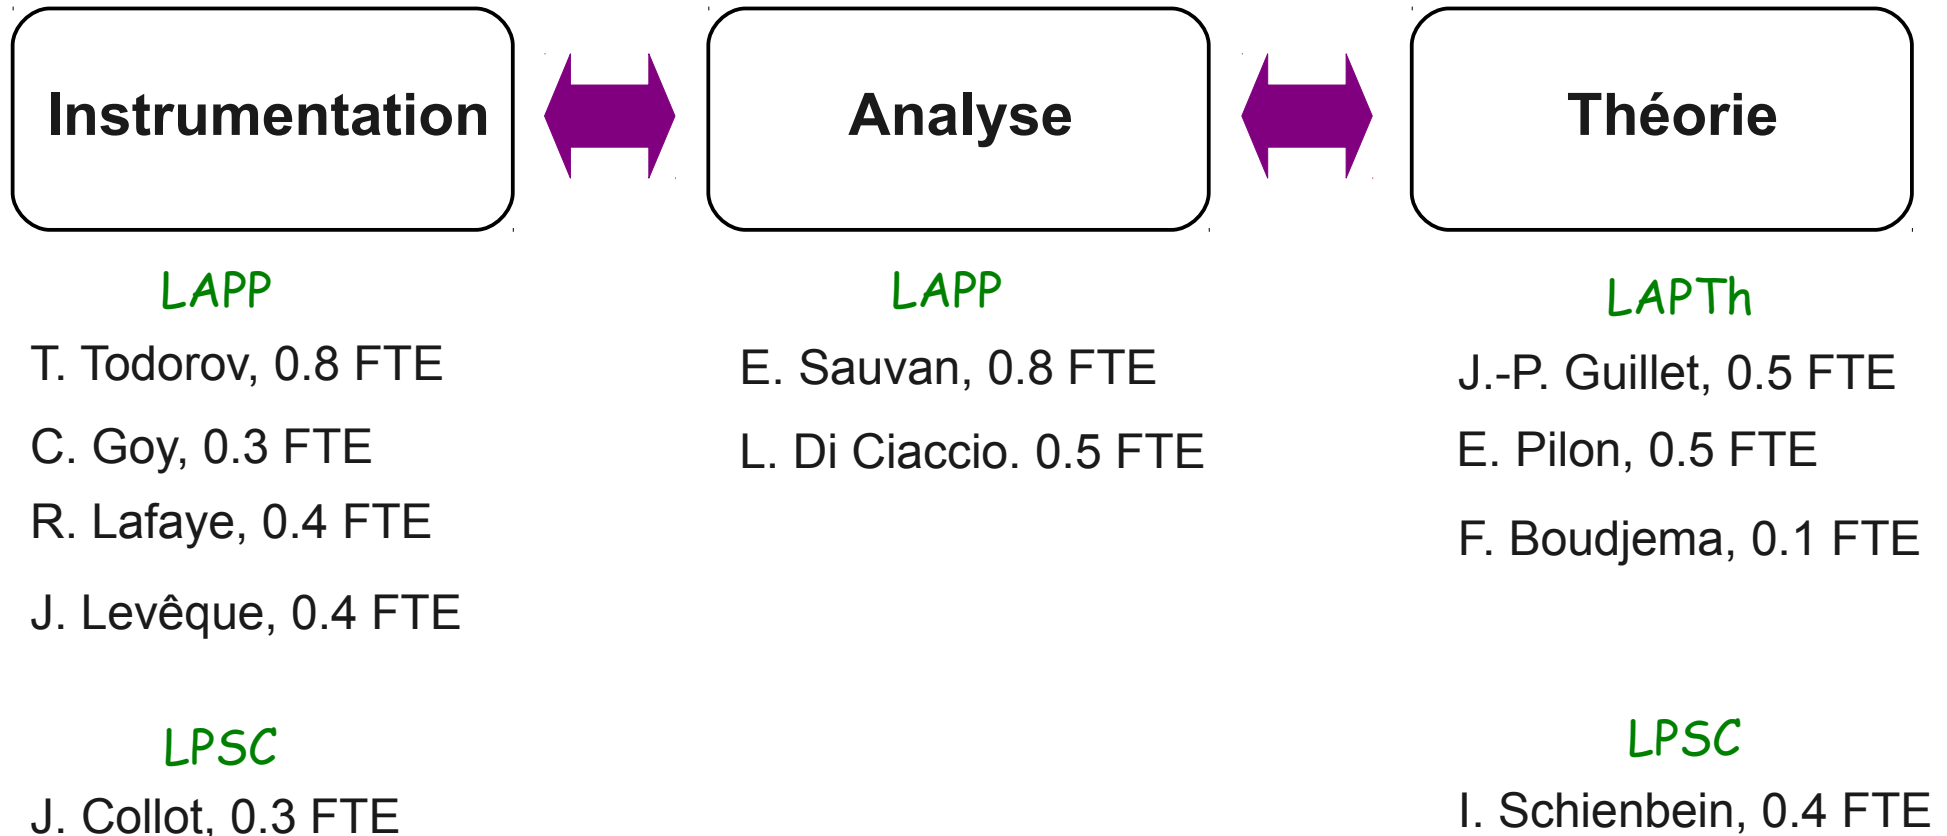 Instrumentation
Analyse
Théorie
LAPP
T. Todorov, 0.8 FTE
C. Goy, 0.3 FTE
R. Lafaye, 0.4 FTE
J. Levêque, 0.4 FTE
LPSC
J. Collot, 0.3 FTE
LAPP
E. Sauvan, 0.8 FTE
L. Di Ciaccio. 0.5 FTE
LAPTh
J.-P. Guillet, 0.5 FTE
E. Pilon, 0.5 FTE
F. Boudjema, 0.1 FTE
LPSC
I. Schienbein, 0.4 FTE